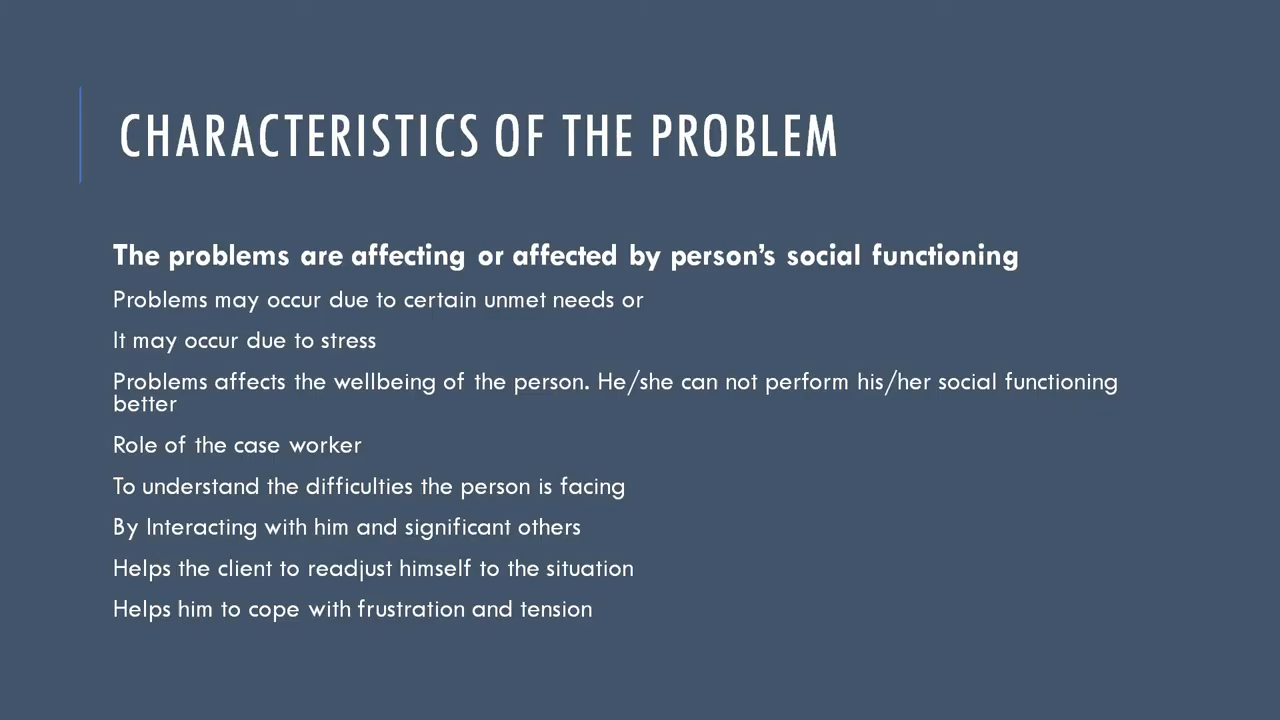 CHARACTERISTICS OF THE PROBLEM
The problems are affecting or affected by person's social functioning
Problems may occur due to certain unmet needs or
It may occur due to stress
Problems affects the wellbeing of the person. He/she can not perform his/her social functioning
better
Role of the case worker
To understand the difficulties the person is facing
By Interacting with him and significant others
Helps the client to readjust himself to the situation
Helps him to cope with frustration and tension